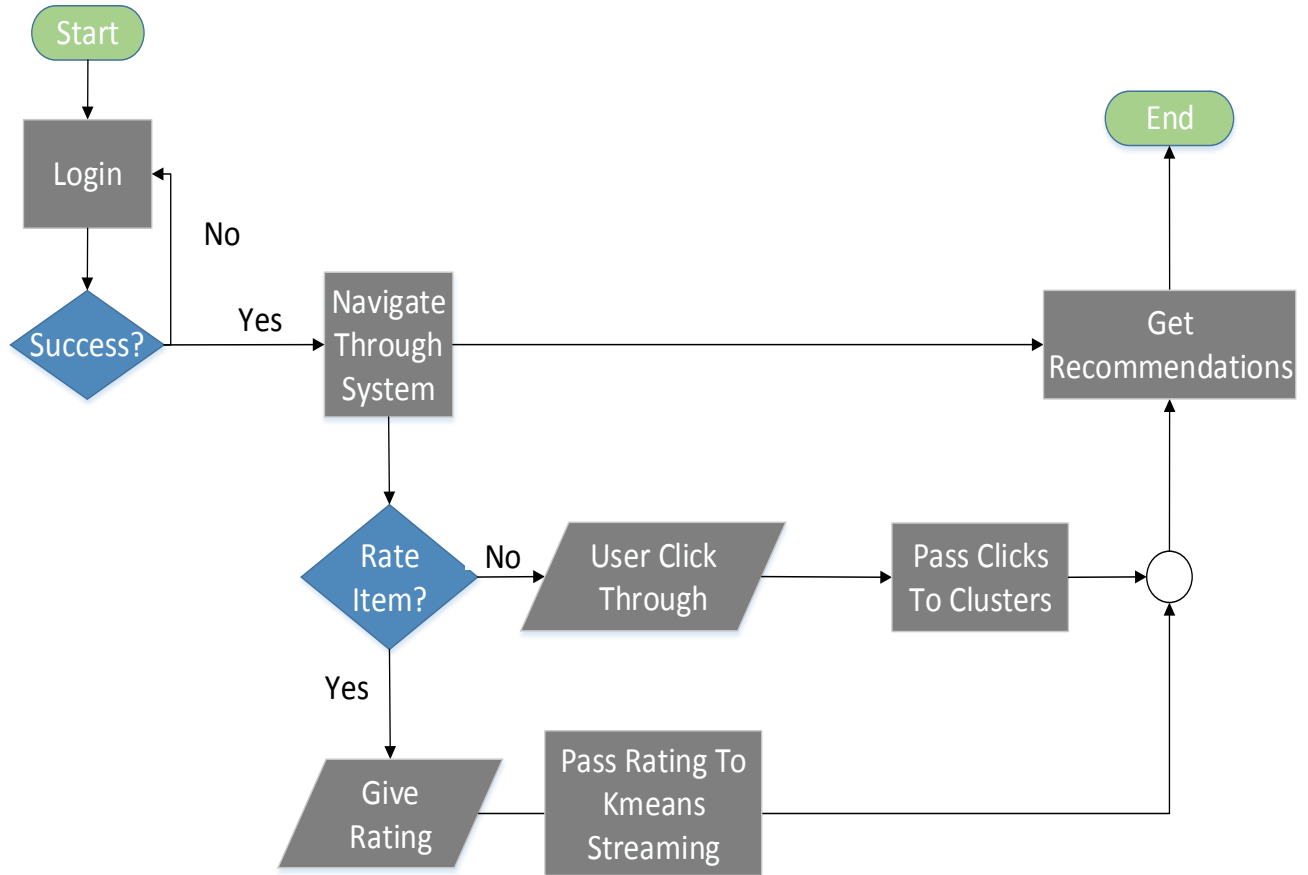 Start
End
Login
No
Success?
Yes
Navigate
Through
System
Get
Recommendations
Rate
Item?
No
User Click
Through
Pass Clicks
To Clusters
Yes
Give
Rating
Pass Rating To
Kmeans
Streaming